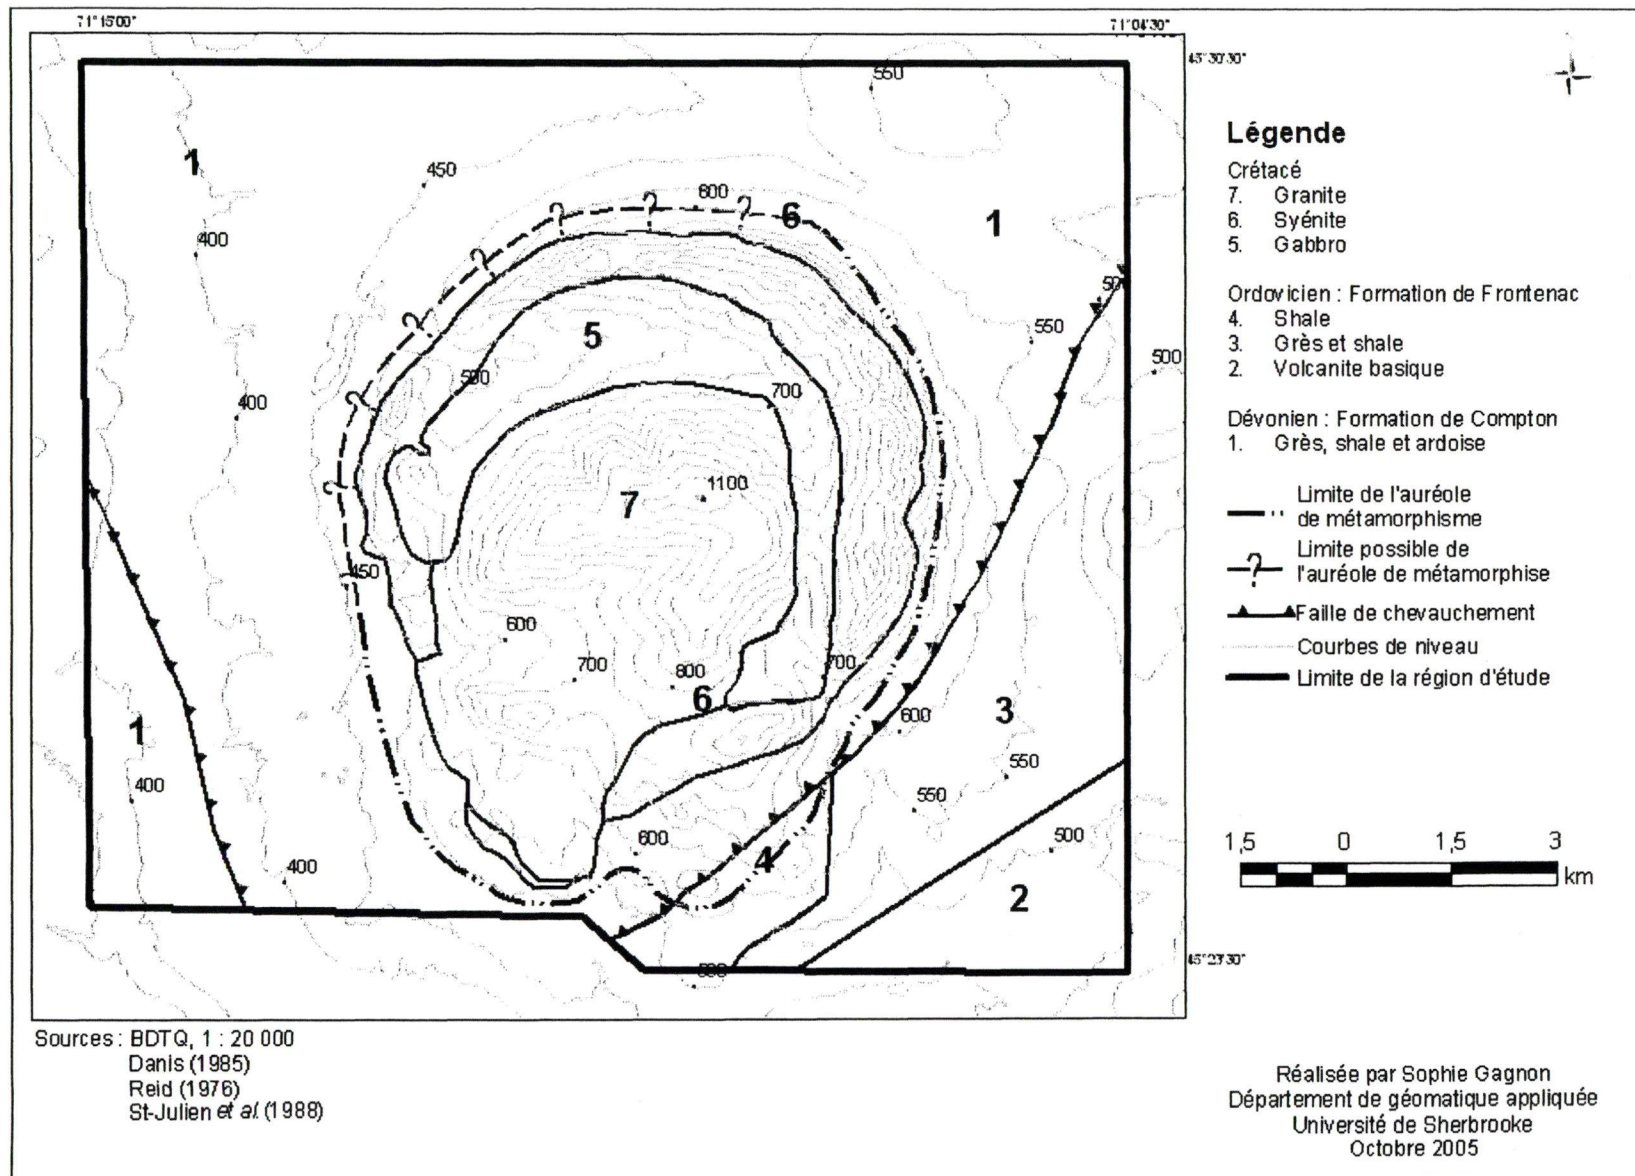 71°15'00"
71°04'30"
45°30'30"
550
1
450
400
800
6
1
50
550
500
5
500
700
400
7
1100
450
600
700
800
700
6
3
600
1
400
550
550
500
600
4
400
2
500
45°23'30"
Légende
Crétacé
7. Granite
6. Syénite
5. Gabbro
Ordovicien : Formation de Frontenac
4. Shale
3. Grès et shale
2. Volcanite basique
Dévonien : Formation de Compton
1. Grès, shale et ardoise
Limite de l'auréole
de métamorphisme
Limite possible de
l'auréole de métamorphise
Faille de chevauchement
Courbes de niveau
Limite de la région d'étude
1,5 0 1,5 3
km
Sources : BDTQ, 1 : 20 000
Danis (1985)
Reid (1976)
St-Julien et al. (1988)
Réalisée par Sophie Gagnon
Département de géomatique appliquée
Université de Sherbrooke
Octobre 2005